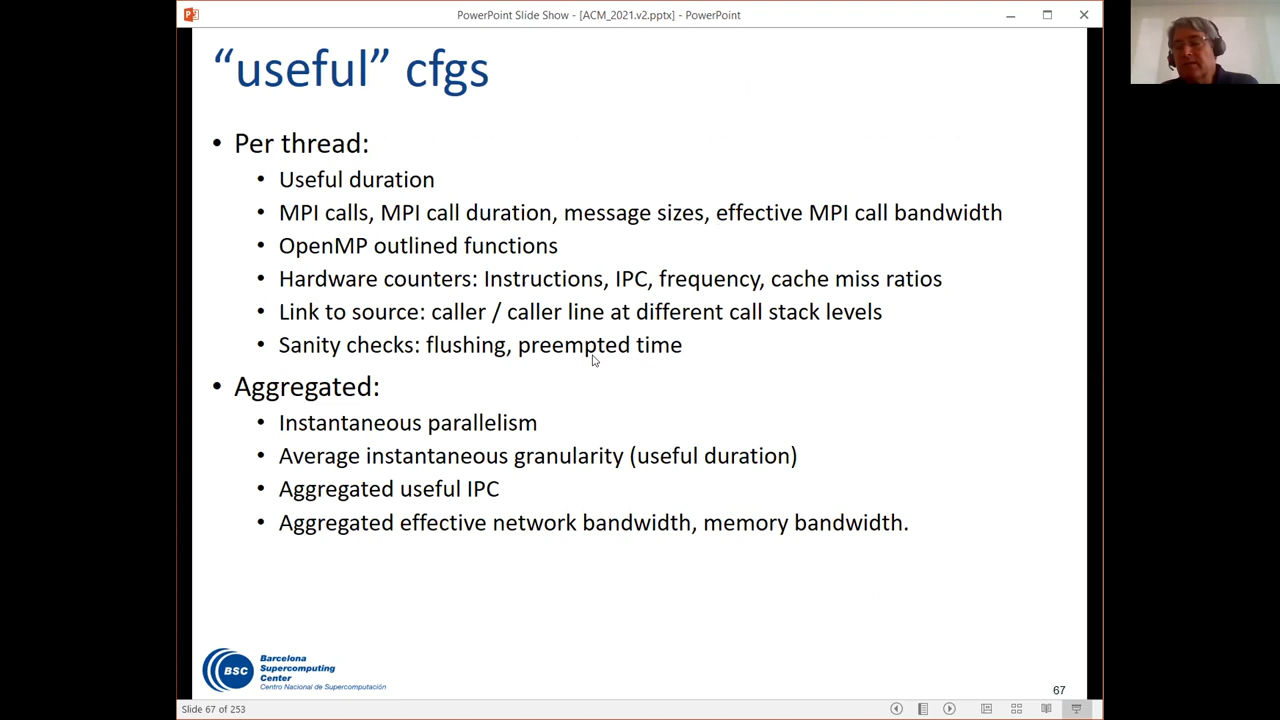 PowerPoint Slide Show - [ACM_2021.v2.pptx] - PowerPoint
“useful” cfgs
• Per thread:
• Useful duration
• MPI calls, MPI call duration, message sizes, effective MPI call bandwidth
• OpenMP outlined functions
• Hardware counters: Instructions, IPC, frequency, cache miss ratios
• Link to source: caller / caller line at different call stack levels
• Sanity checks: flushing, preempted time
• Aggregated:
• Instantaneous parallelism
• Average instantaneous granularity (useful duration)
• Aggregated useful IPC
• Aggregated effective network bandwidth, memory bandwidth.
BSC
Barcelona
Supercomputing
Center
Centro Nacional de Supercomputación
67
Slide 67 of 253